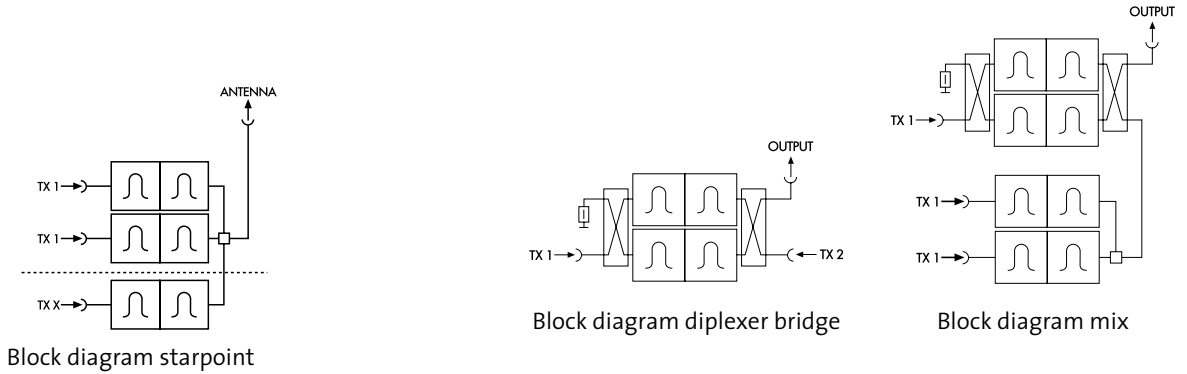 ANTENNA
TX 1
TX 1
TX X
Block diagram starpoint
OUTPUT
TX 1
TX 2
Block diagram diplexer bridge
OUTPUT
TX 1
TX 1
TX 1
Block diagram mix